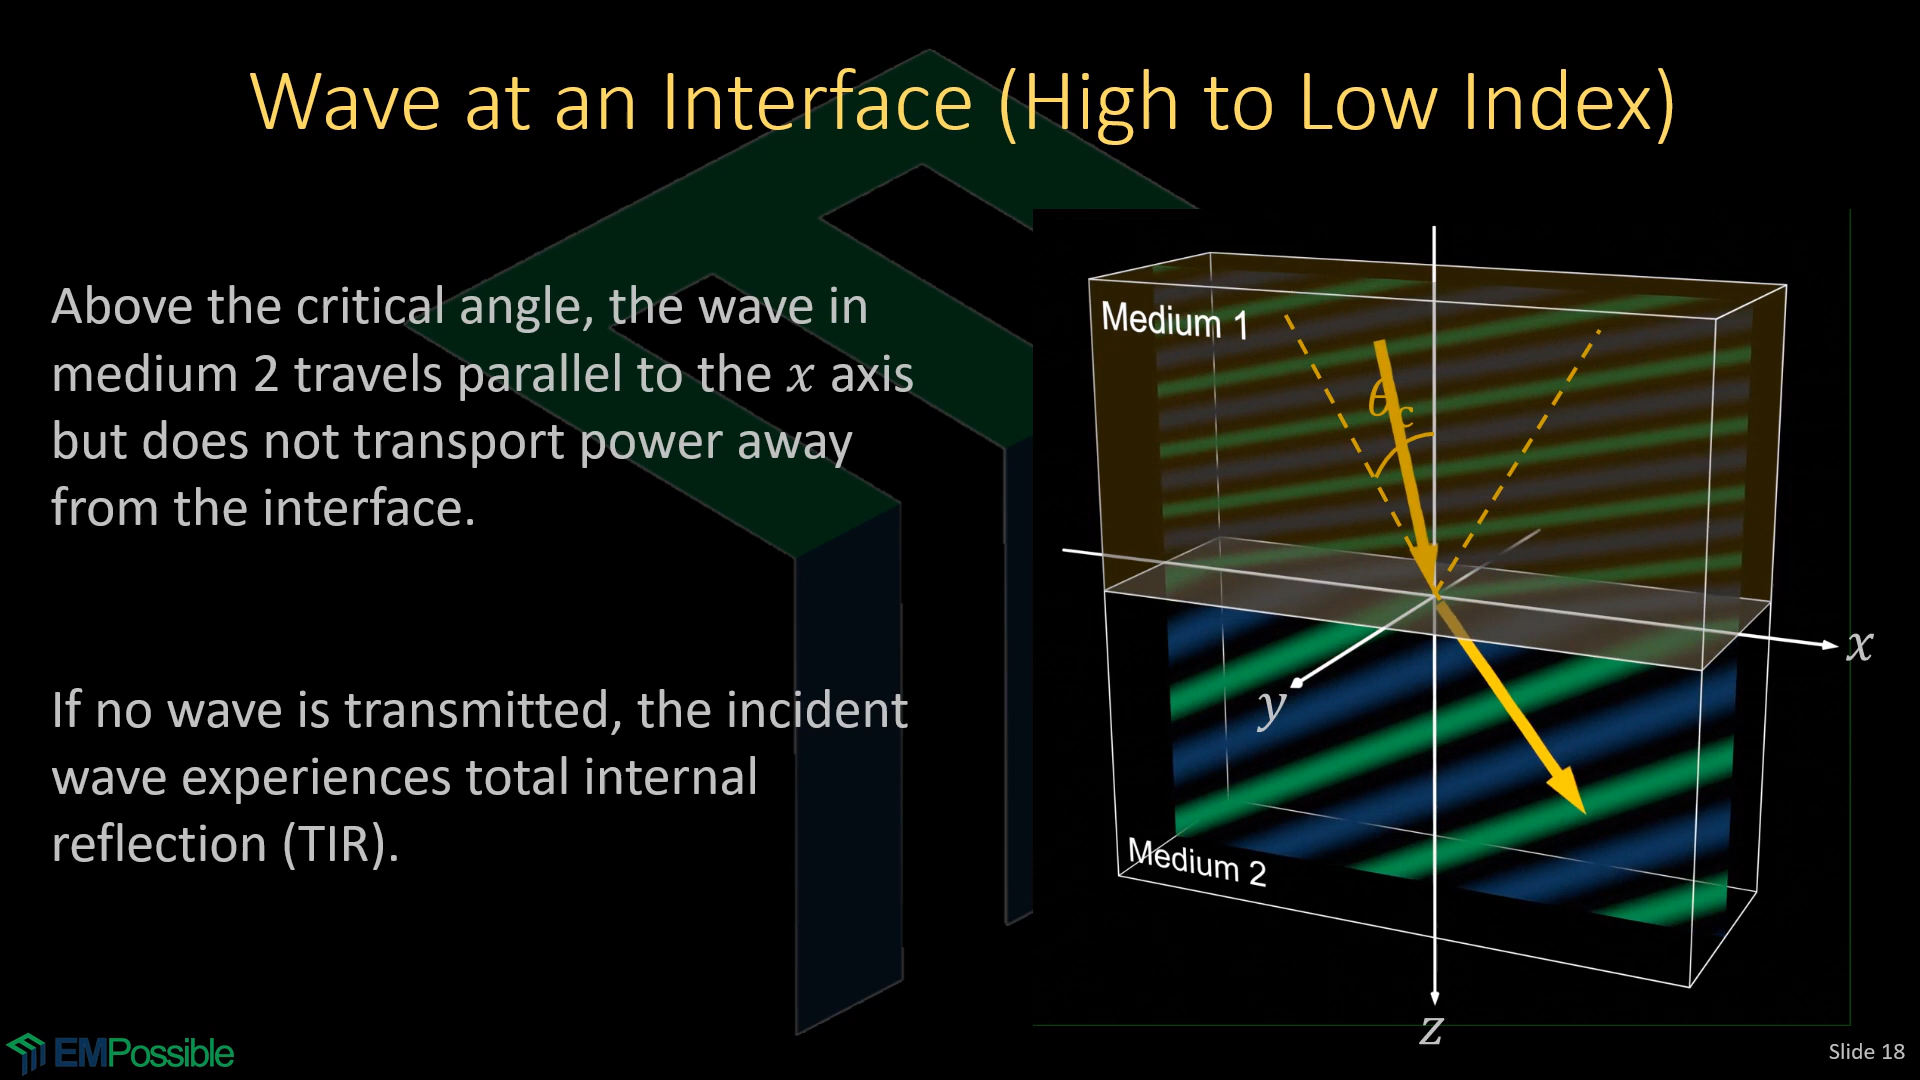 Wave at an Interface (High to Low Index)
Above the critical angle, the wave in
medium 2 travels parallel to the x axis
but does not transport power away
from the interface.
If no wave is transmitted, the incident
wave experiences total internal
reflection (TIR).
Medium 1
θc
x
y
Medium 2
z
EMPossible
Slide 18